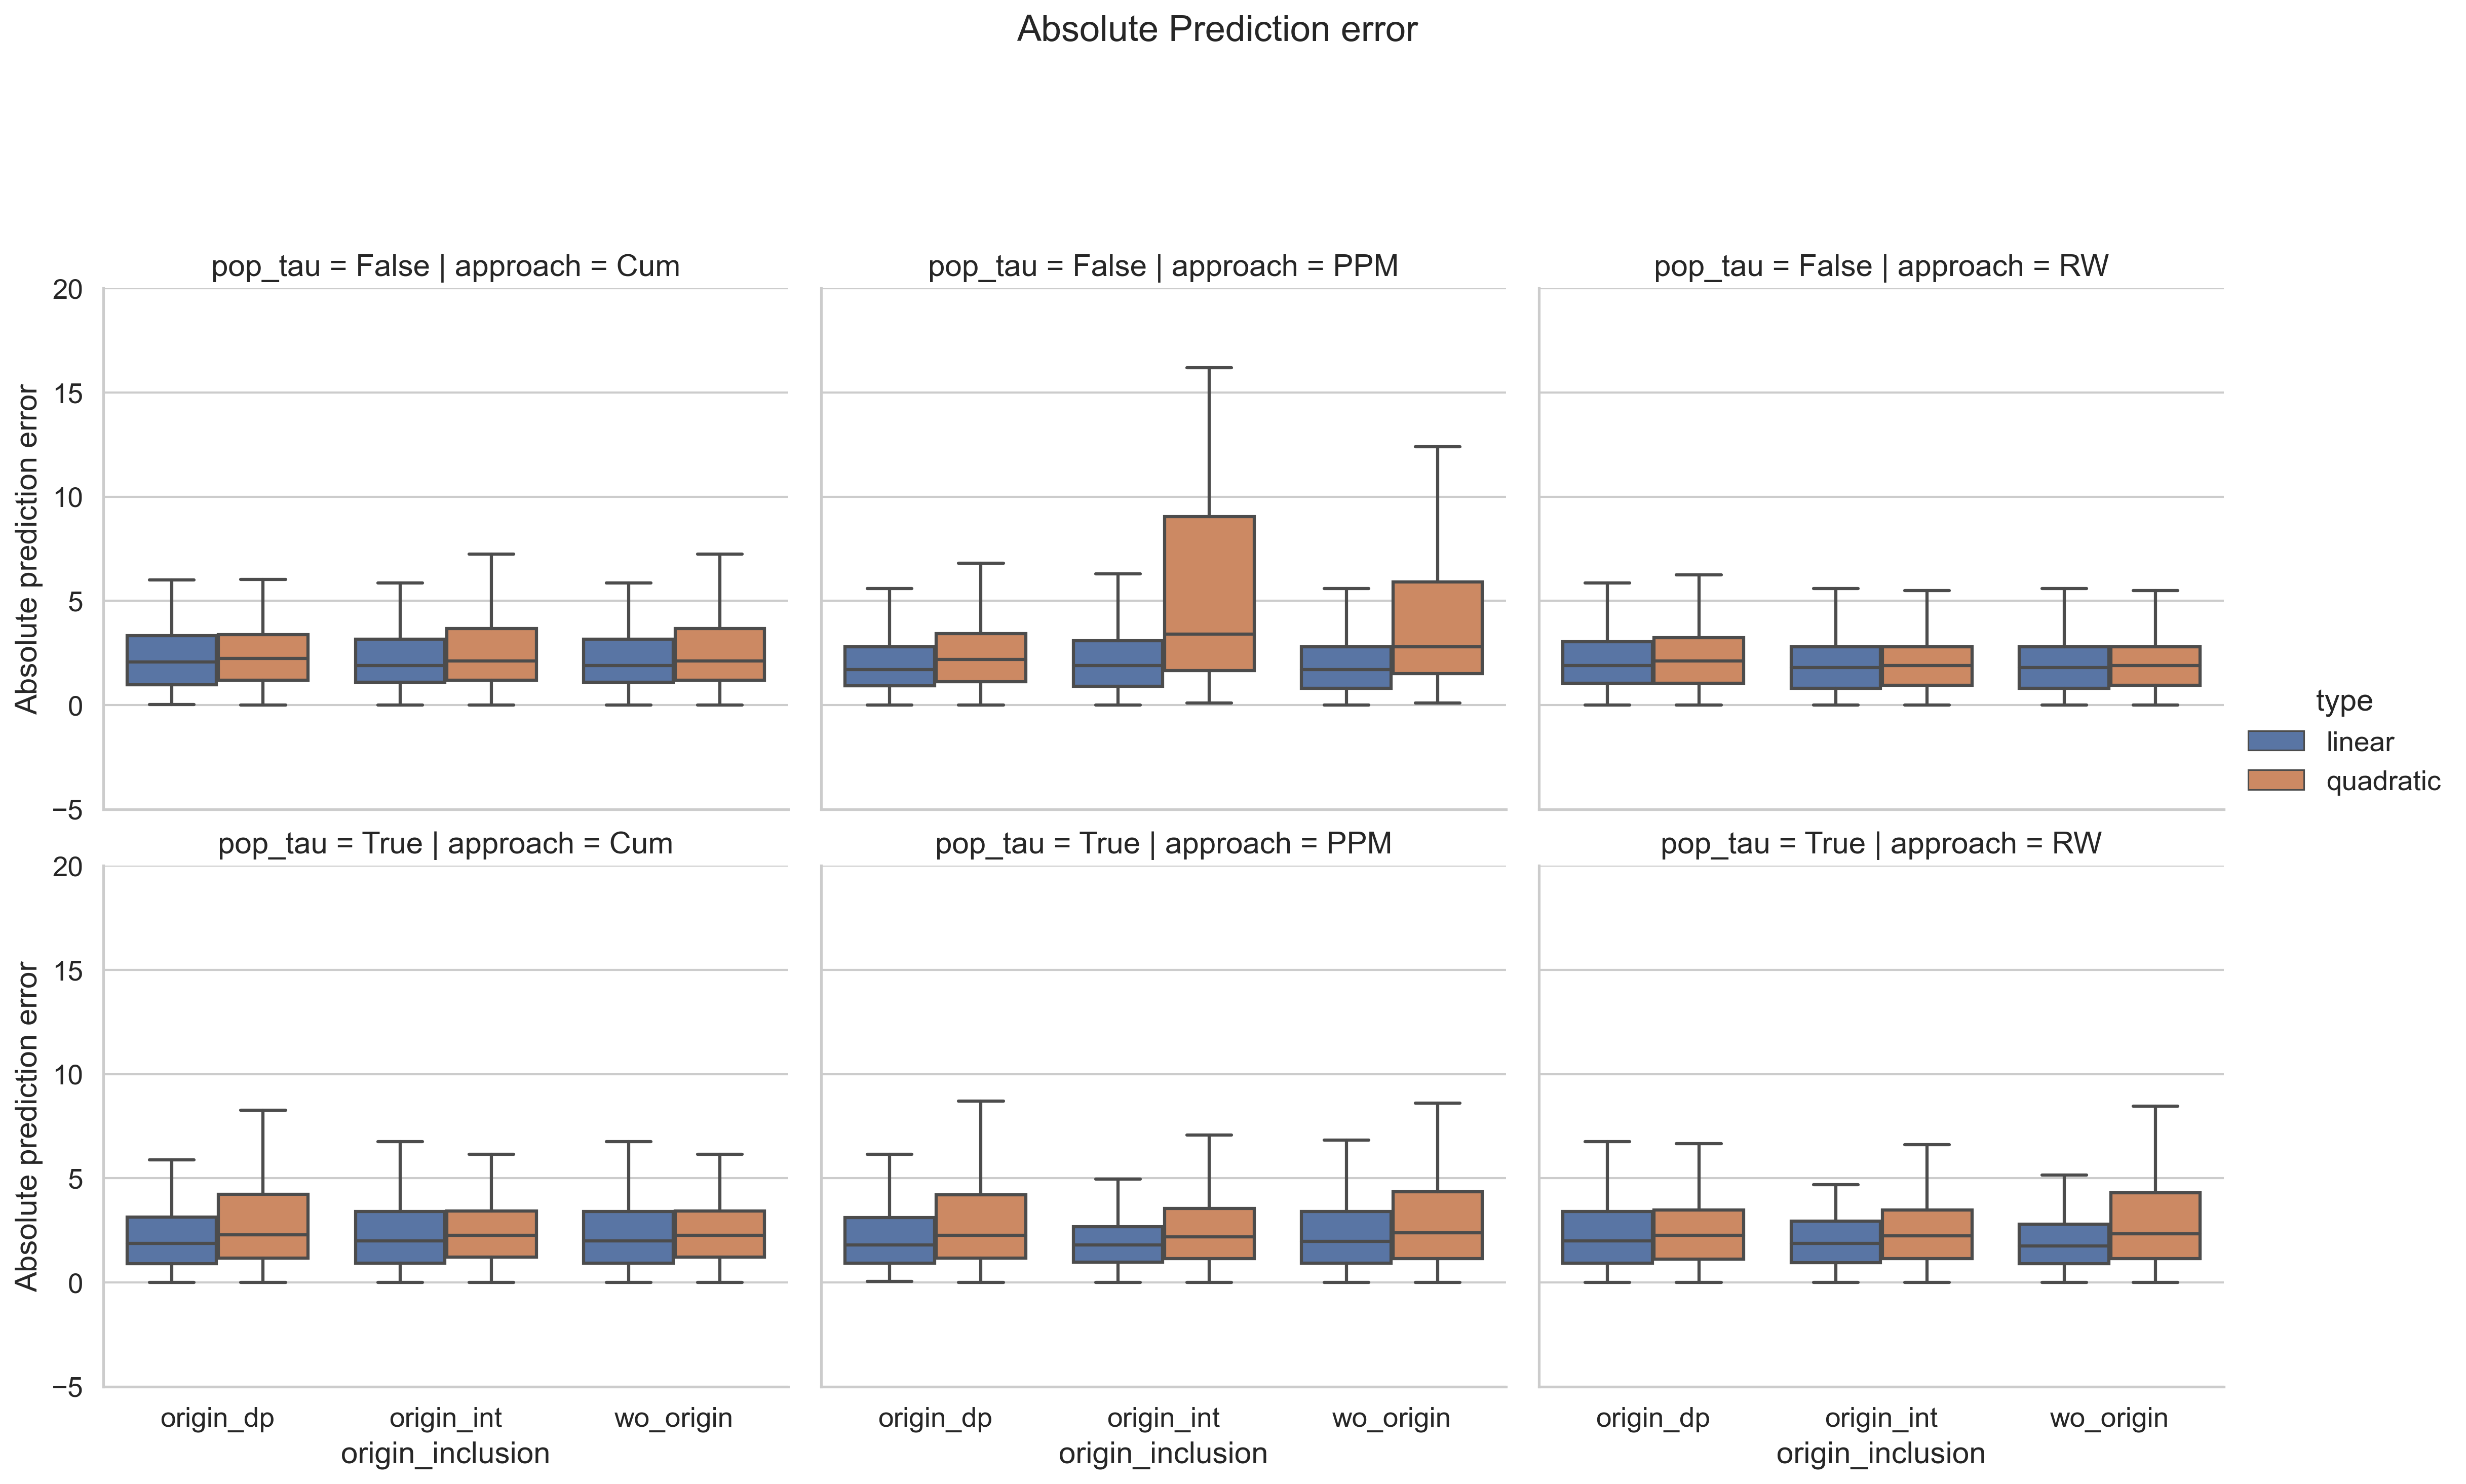 Absolute Prediction error
pop_tau = False | approach = Cum
pop_tau = False | approach = PPM
pop_tau = False | approach = RW
20
15
10
5
0
−5
Absolute prediction error
type
linear
quadratic
pop_tau = True | approach = Cum
pop_tau = True | approach = PPM
pop_tau = True | approach = RW
20
15
10
5
0
−5
Absolute prediction error
origin_dp origin_int wo_origin
origin_inclusion
origin_dp origin_int wo_origin
origin_inclusion
origin_dp origin_int wo_origin
origin_inclusion